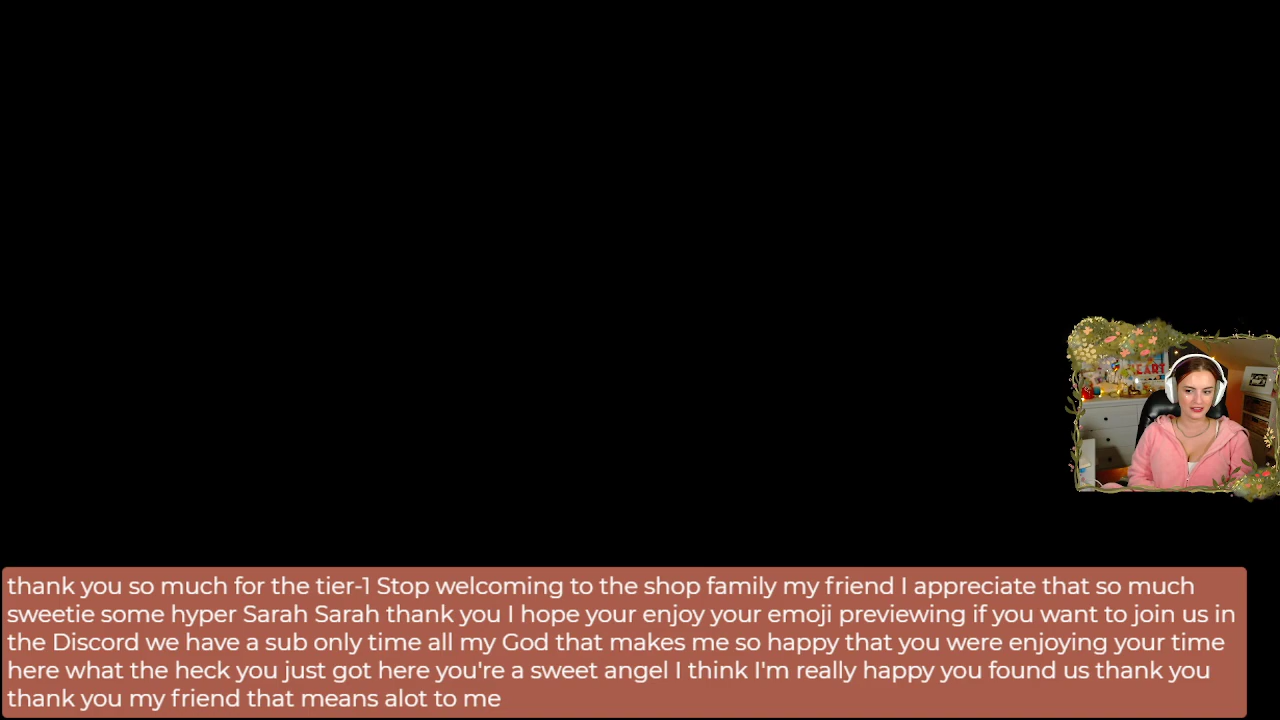 EART
thank you so much for the tier-1 Stop welcoming to the shop family my friend I appreciate that so much
sweetie some hyper Sarah Sarah thank you I hope your enjoy your emoji previewing if you want to join us in
the Discord we have a sub only time all my God that makes me so happy that you were enjoying your time
here what the heck you just got here you're a sweet angel I think I'm really happy you found us thank you
thank you my friend that means alot to me